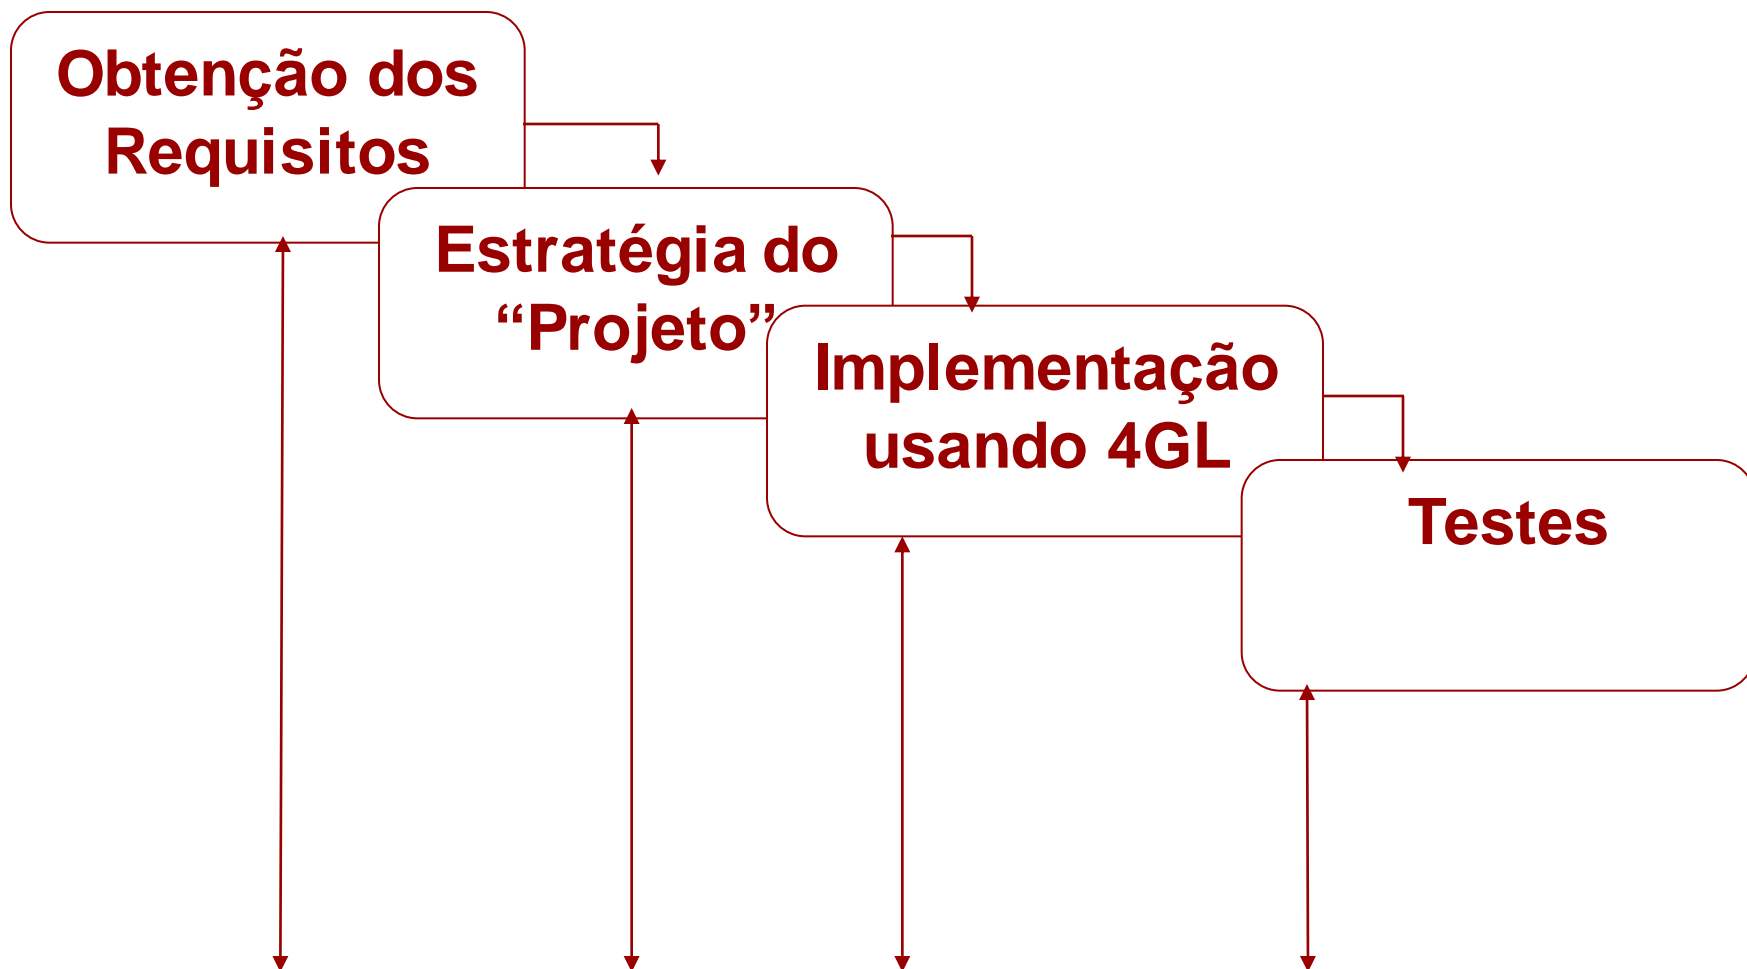 Obtenção dos
Requisitos
Estratégia do
“Projeto”
Implementação
usando 4GL
Testes